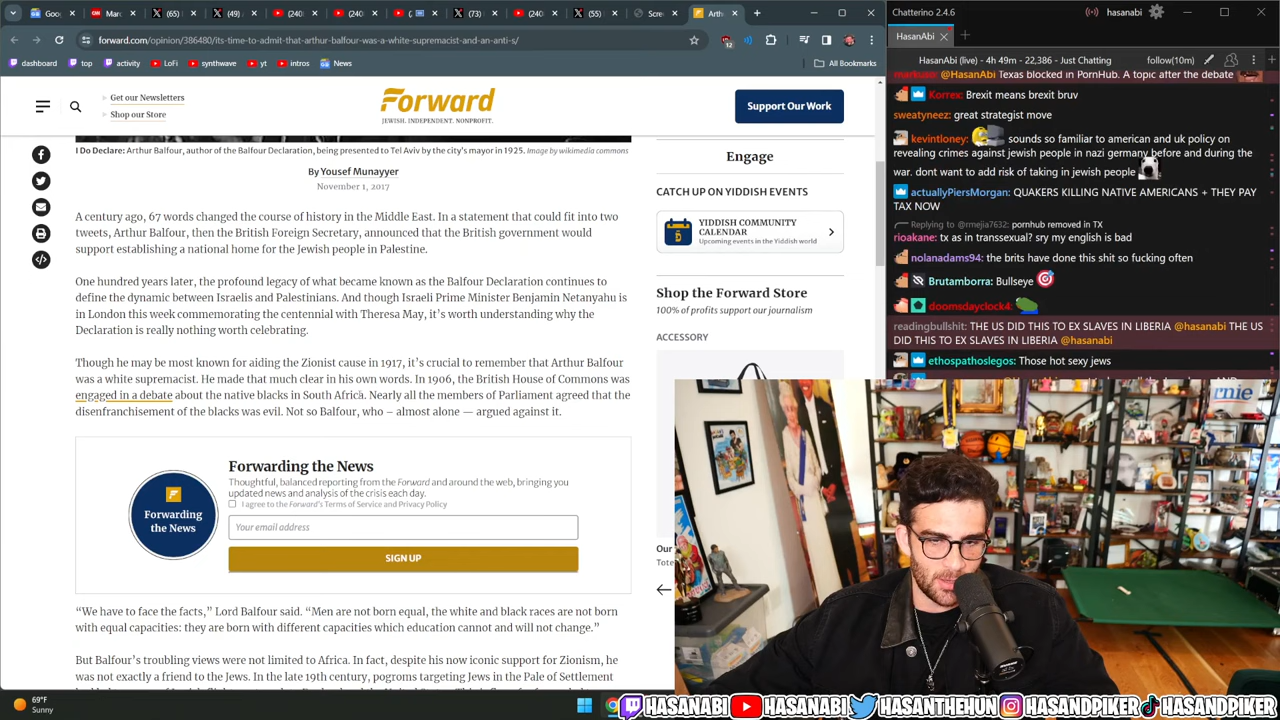 (65)
(240
(240
(73)
(240
(55)
Scre
Arth
Chatterino 2.4.6
hasanabi
forward.com/opinion/386480/its-time-to-admit-that-arthur-balfour-was-a-white-supremacist-and-an-anti-s/
12
HasanAbi
dashboard
top
activity
LoFi
synthwave
yt
intros
News
HasanAbi (live) - 4h 49m - 22,386 - Just Chatting
follow(10m)
@HasanAbi Texas blocked in PornHub. A topic after the debate
Korrex: Brexit means brexit bruv
sweatyneez: great strategist move
kevintloney: sounds so familiar to american and uk policy on
revealing crimes against jewish people in nazi germany before and during the
war. dont want to add risk of taking in jewish people
actuallyPiersMorgan: QUAKERS KILLING NATIVE AMERICANS + THEY PAY
TAX NOW
Replying to @rmejia7632: pornhub removed in TX
rioakane: tx as in transsexual? sry my english is bad
nolanadams94: the brits have done this shit so fucking often
Brutamborra: Bullseye
doomsdayclock4:
readingbullshit: THE US DID THIS TO EX SLAVES IN LIBERIA @hasanabi THE US
DID THIS TO EX SLAVES IN LIBERIA @hasanabi
ethospathoslegos: Those hot sexy jews
Get our Newsletters
Shop our Store
Forward
JEWISH. INDEPENDENT. NONPROFIT.
Support Our Work
I Do Declare: Arthur Balfour, author of the Balfour Declaration, being presented to Tel Aviv by the city's mayor in 1925. Image by wikimedia commons
By Yousef Munayyer
November 1, 2017
A century ago, 67 words changed the course of history in the Middle East. In a statement that could fit into two
tweets, Arthur Balfour, the then British Foreign Secretary, announced that the British government would
support establishing a national home for the Jewish people in Palestine.
One hundred years later, the profound legacy of what became known as the Balfour Declaration continues to
define the dynamic between Israelis and Palestinians. And though Israeli Prime Minister Benjamin Netanyahu is
in London this week commemorating the centennial with Theresa May, it's worth understanding why the
Declaration is really nothing worth celebrating.
Though he may be most known for aiding the Zionist cause in 1917, it's crucial to remember that Arthur Balfour
was a white supremacist. He made that much clear in his own words. In 1906, the British House of Commons was
engaged in a debate about the native blacks in South Africa. Nearly all the members of Parliament agreed that the
disenfranchisement of the blacks was evil. Not so Balfour, who – almost alone — argued against it.
Forwarding the News
Thoughtful, balanced reporting from the Forward and around the web, bringing you
updated news and analysis of the crisis each day.
I agree to the Forward's Terms of Service and Privacy Policy
Forwarding
the News
Your email address
SIGN UP
"We have to face the facts," Lord Balfour said. "Men are not born equal, the white and black races are not born
with equal capacities: they are born with different capacities which education cannot and will not change."
But Balfour's troubling views were not limited to Africa. In fact, despite his now iconic support for Zionism, he
was not exactly a friend to the Jews. In the late 19th century, pogroms targeting Jews in the Pale of Settlement
Engage
CATCH UP ON YIDDISH EVENTS
YIDDISH COMMUNITY
CALENDAR
Upcoming events in the Yiddish world
Shop the Forward Store
100% of profits support our journalism
ACCESSORY
Our
Tote
69°F
Sunny
HASANABI
HASANABI
HASANTHEHUN
HASANDPIKER
HASANDPIKER